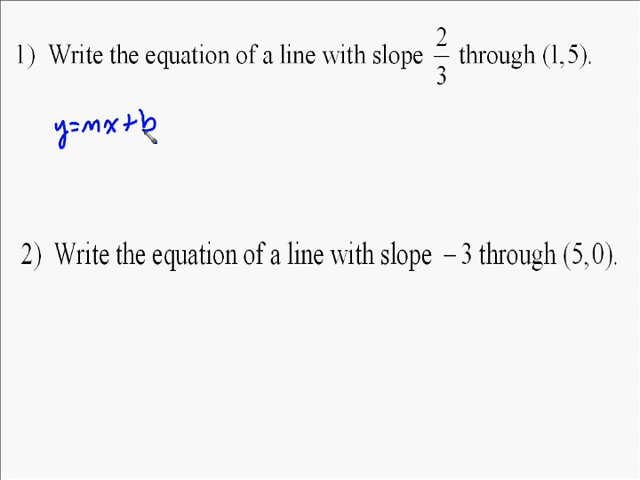 1) Write the equation of a line with slope 2/3 through (1,5).
y=mx+b
2) Write the equation of a line with slope –3 through (5,0).